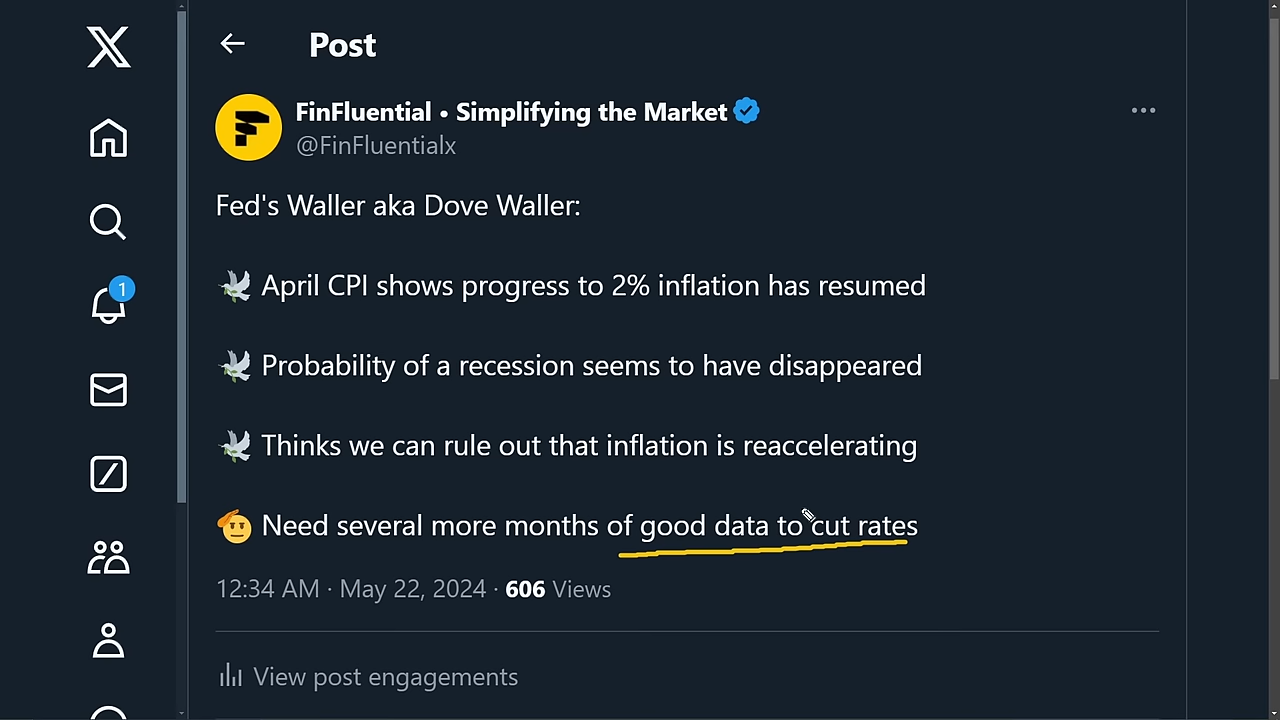 Post
FinFluential • Simplifying the Market
@FinFluentialx
Fed's Waller aka Dove Waller:
🕊️ April CPI shows progress to 2% inflation has resumed
🕊️ Probability of a recession seems to have disappeared
🕊️ Thinks we can rule out that inflation is reaccelerating
🫡 Need several more months of good data to cut rates
1
12:34 AM · May 22, 2024 · 606 Views
View post engagements